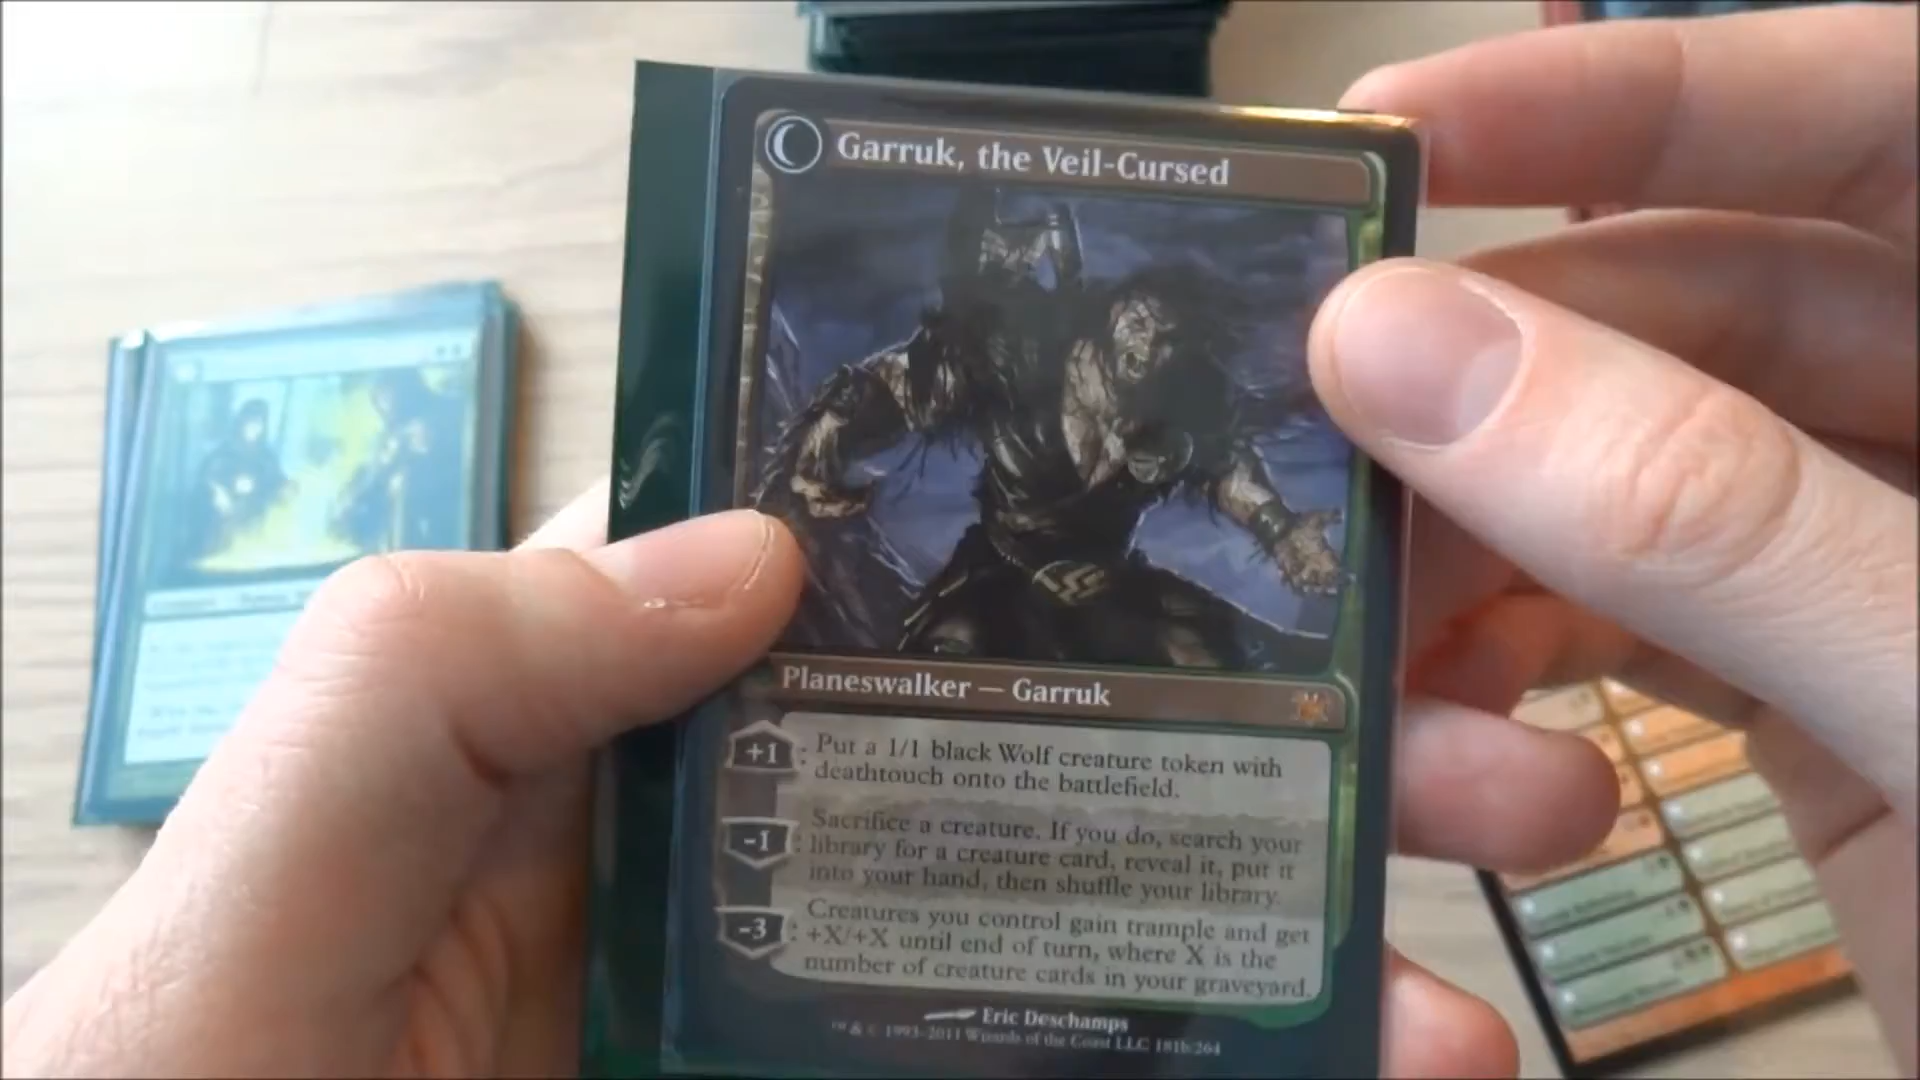 Garruk, the Veil-Cursed
Planeswalker — Garruk
+1: Put a 1/1 black Wolf creature token with
deathtouch onto the battlefield.
-1: Sacrifice a creature. If you do, search your
library for a creature card, reveal it, put it
into your hand, then shuffle your library.
-3: Creatures you control gain trample and get
+X/+X until end of turn, where X is the
number of creature cards in your graveyard.
Eric Deschamps
™ & © 1993-2011 Wizards of the Coast LLC 181b/264